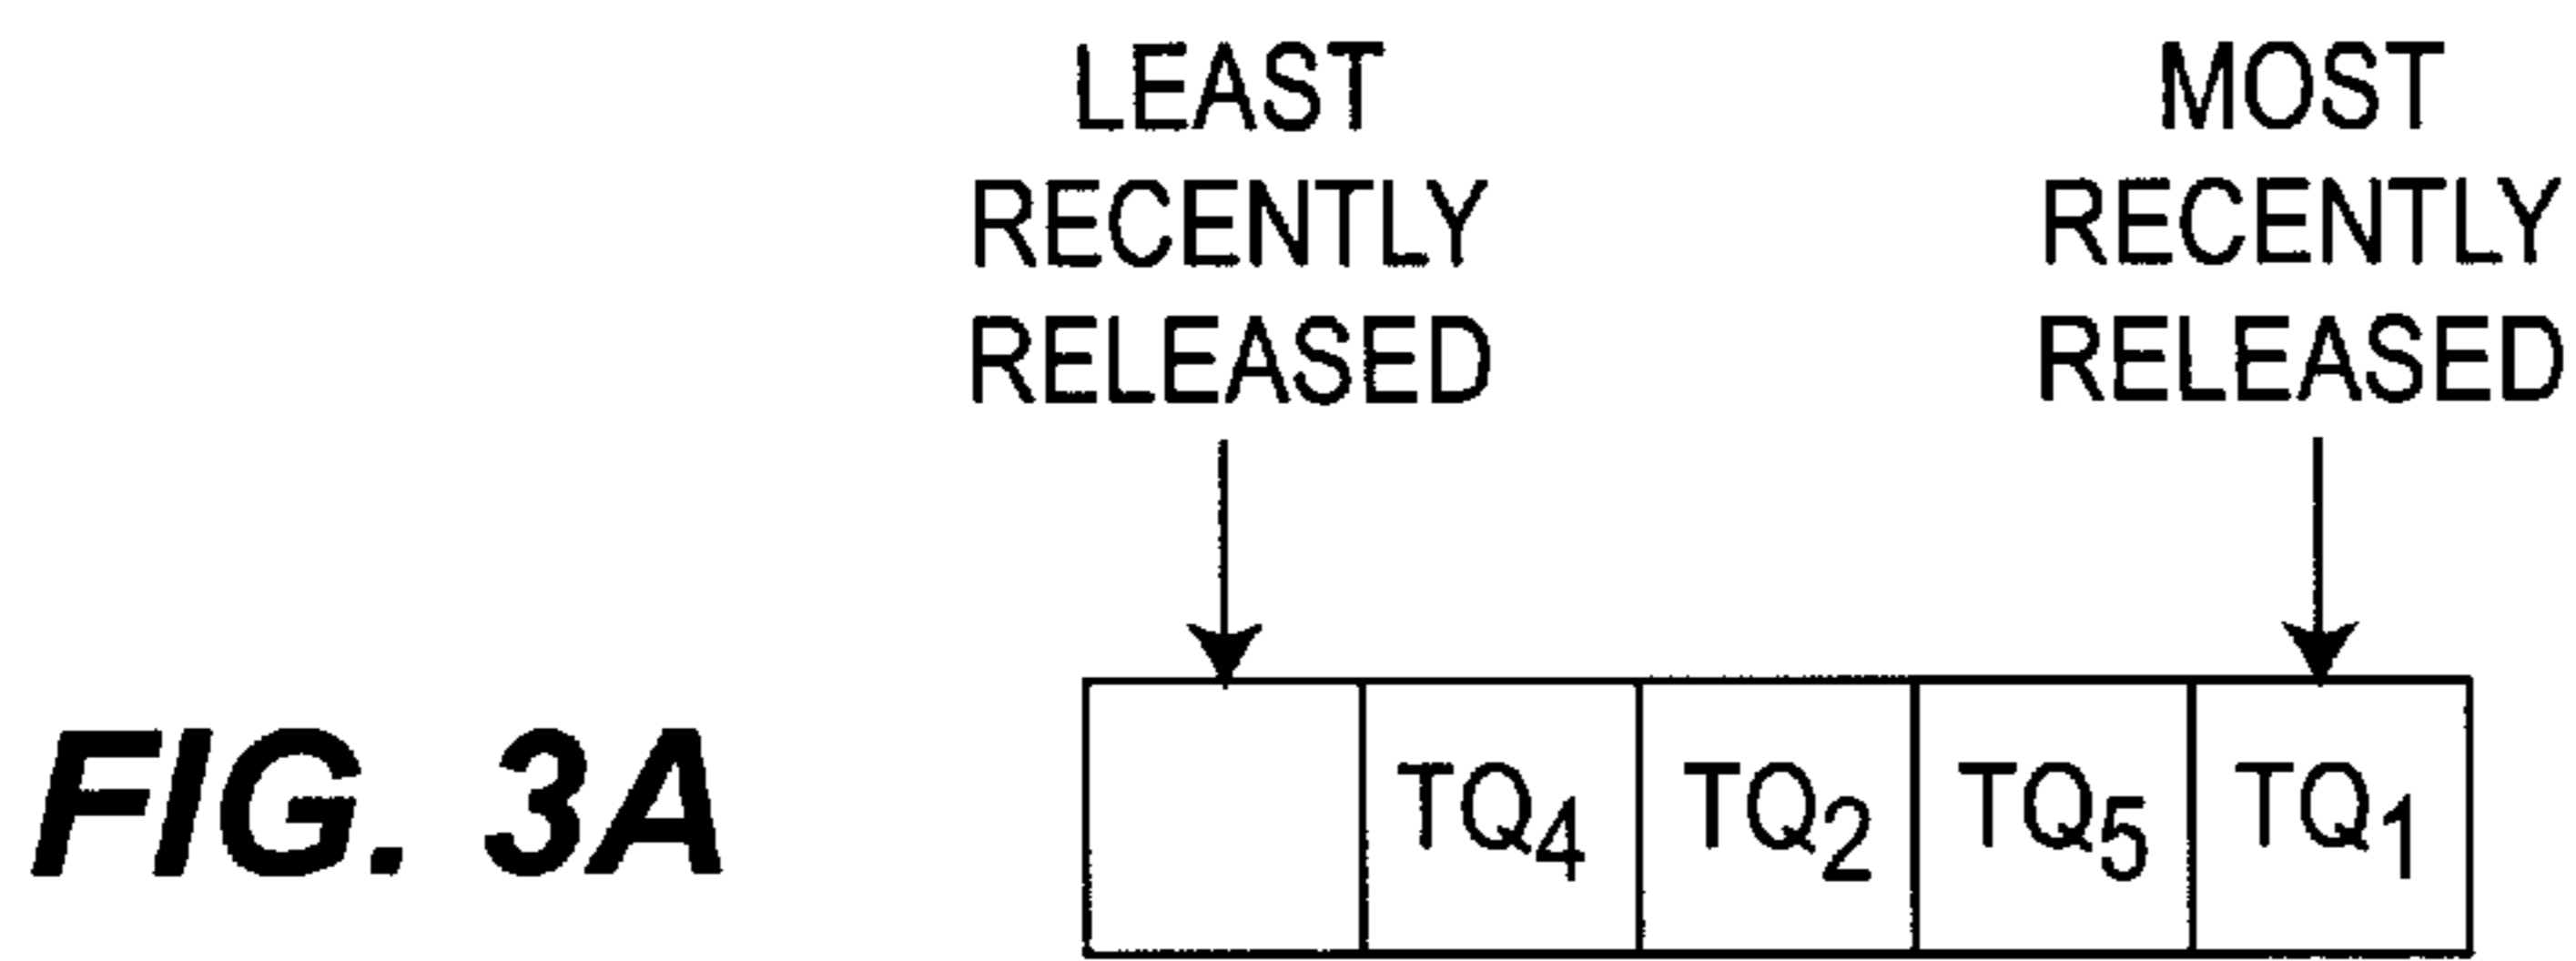 LEAST
RECENTLY
RELEASED
MOST
RECENTLY
RELEASED
FIG. 3A
TQ4 TQ2 TQ5 TQ1